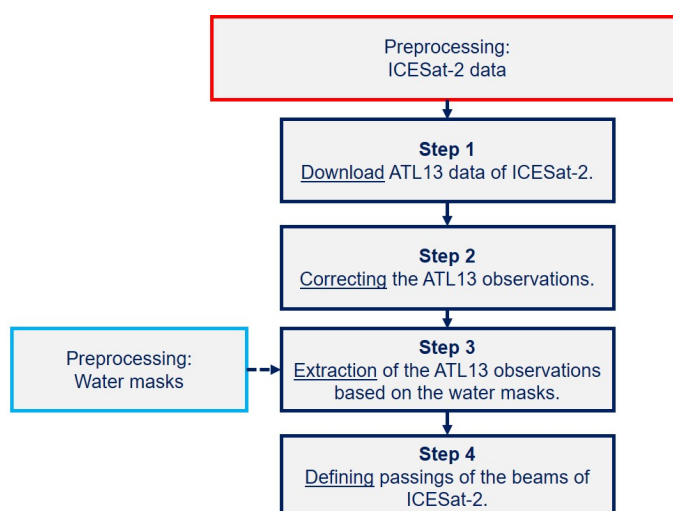 Preprocessing:
ICESat-2 data
Step 1
Download ATL13 data of ICESat-2.
Step 2
Correcting the ATL13 observations.
Preprocessing:
Water masks
Step 3
Extraction of the ATL13 observations
based on the water masks.
Step 4
Defining passings of the beams of
ICESat-2.